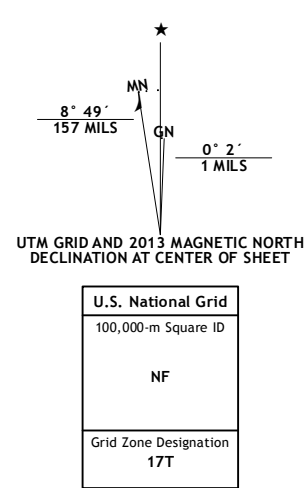 ★
MN
8° 49´
157 MILS
GN
0° 2´
1 MILS
UTM GRID AND 2013 MAGNETIC NORTH
DECLINATION AT CENTER OF SHEET
U.S. National Grid
100,000-m Square ID
NF
Grid Zone Designation
17T